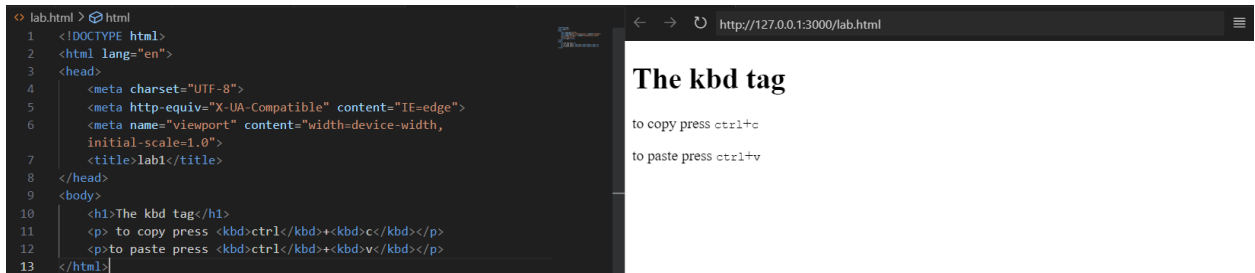 lab.html > html
1 <!DOCTYPE html>
2 <html lang="en">
3 <head>
4 <meta charset="UTF-8">
5 <meta http-equiv="X-UA-Compatible" content="IE=edge">
6 <meta name="viewport" content="width=device-width,
initial-scale=1.0">
7 <title>lab1</title>
8 </head>
9 <body>
10 <h1>The kbd tag</h1>
11 <p> to copy press <kbd>ctrl</kbd>+<kbd>c</kbd></p>
12 <p>to paste press <kbd>ctrl</kbd>+<kbd>v</kbd></p>
13 </html>
http://127.0.0.1:3000/lab.html
The kbd tag
to copy press ctrl+c
to paste press ctrl+v